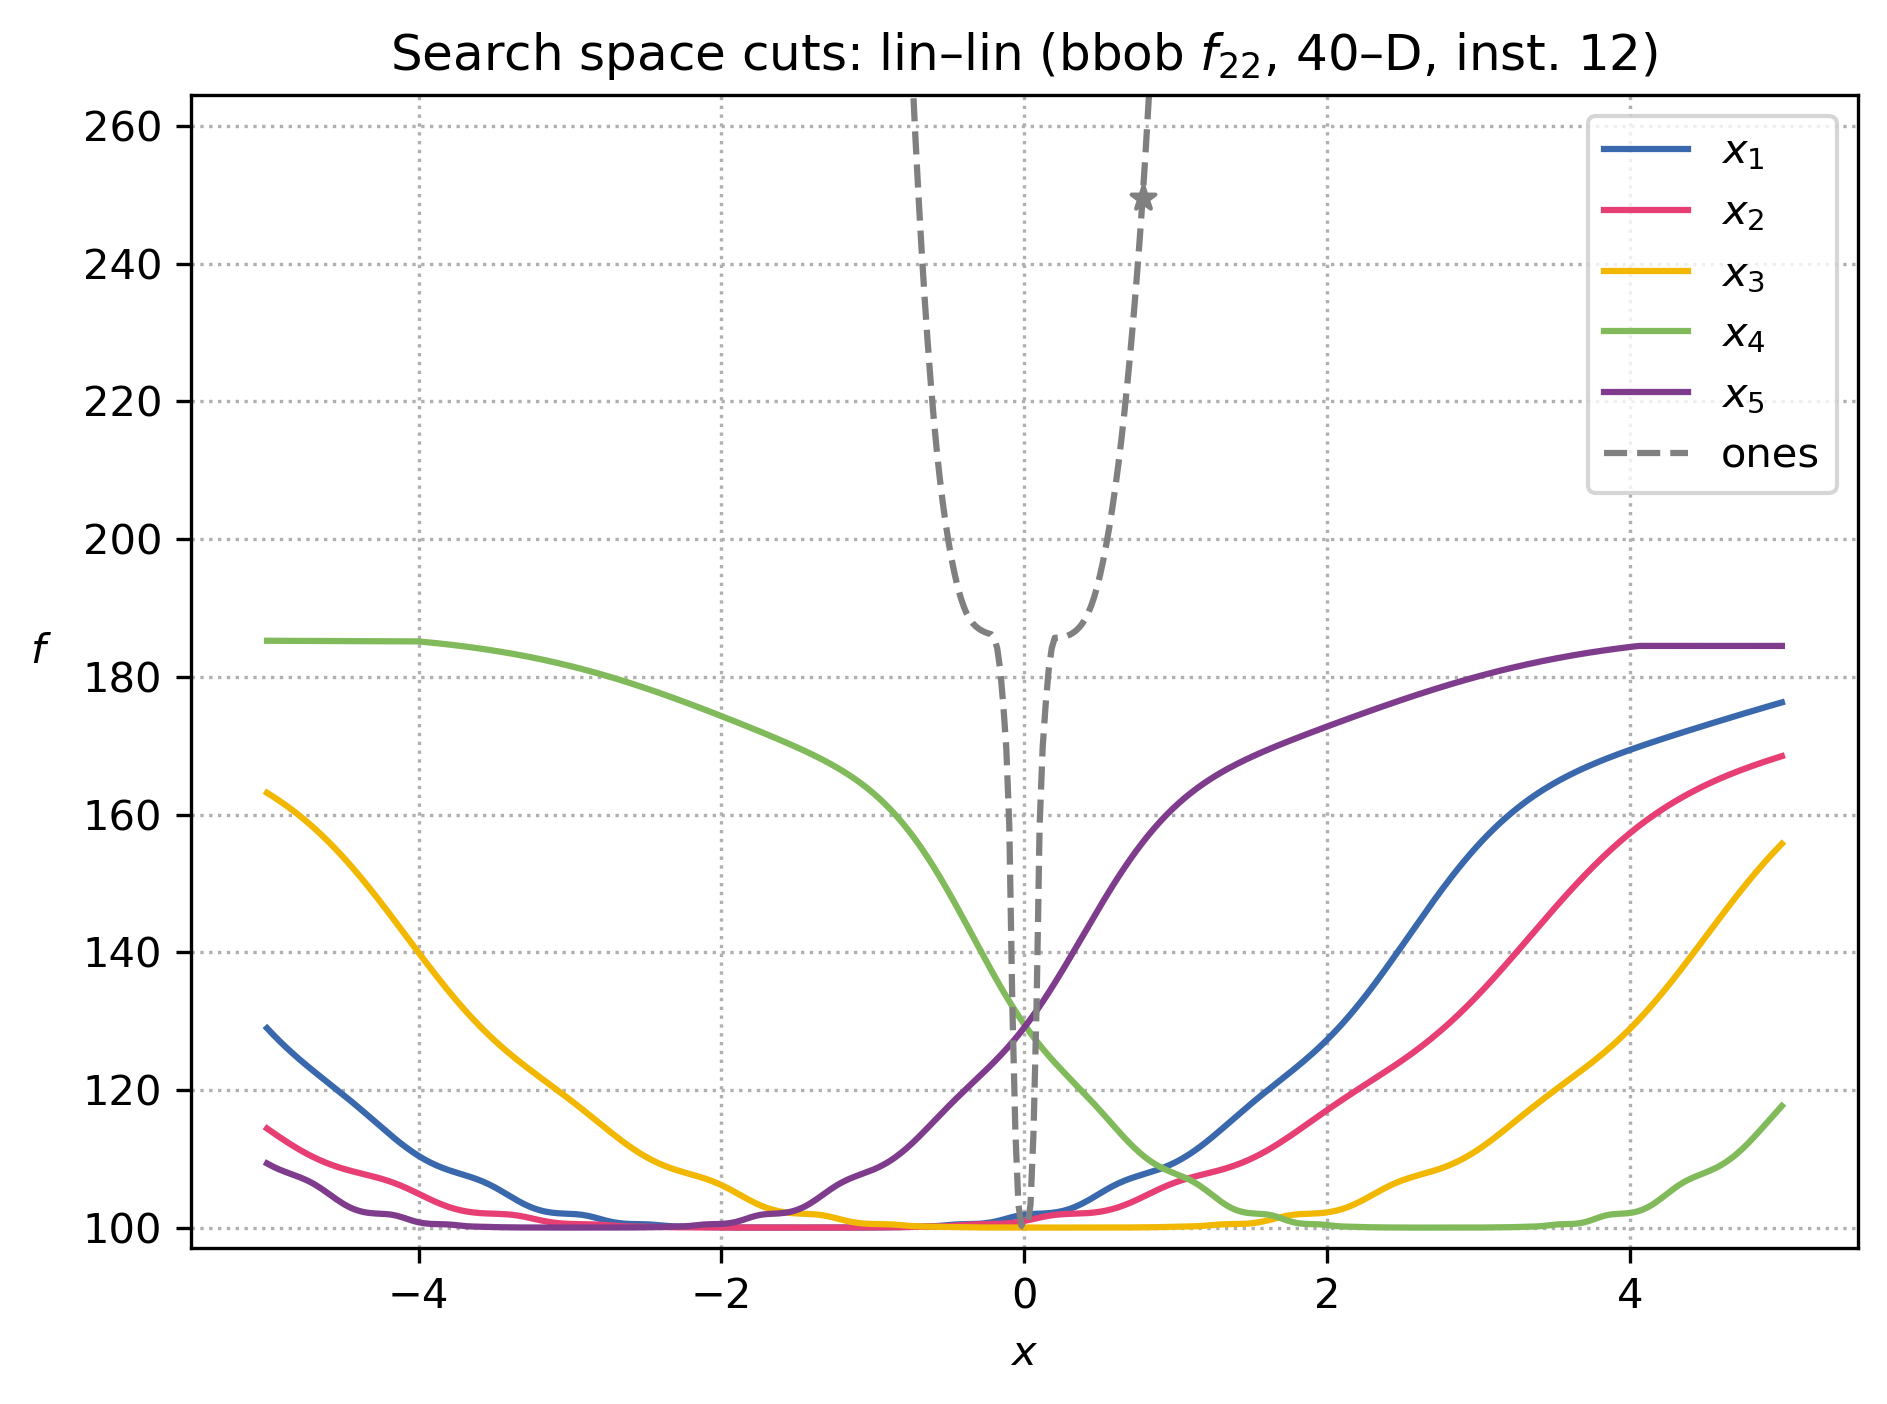 Search space cuts: lin–lin (bbob f₂₂, 40–D, inst. 12)
260
240
220
200
180
160
140
120
100
f
−4
−2
0
2
4
x
x₁
x₂
x₃
x₄
x₅
ones